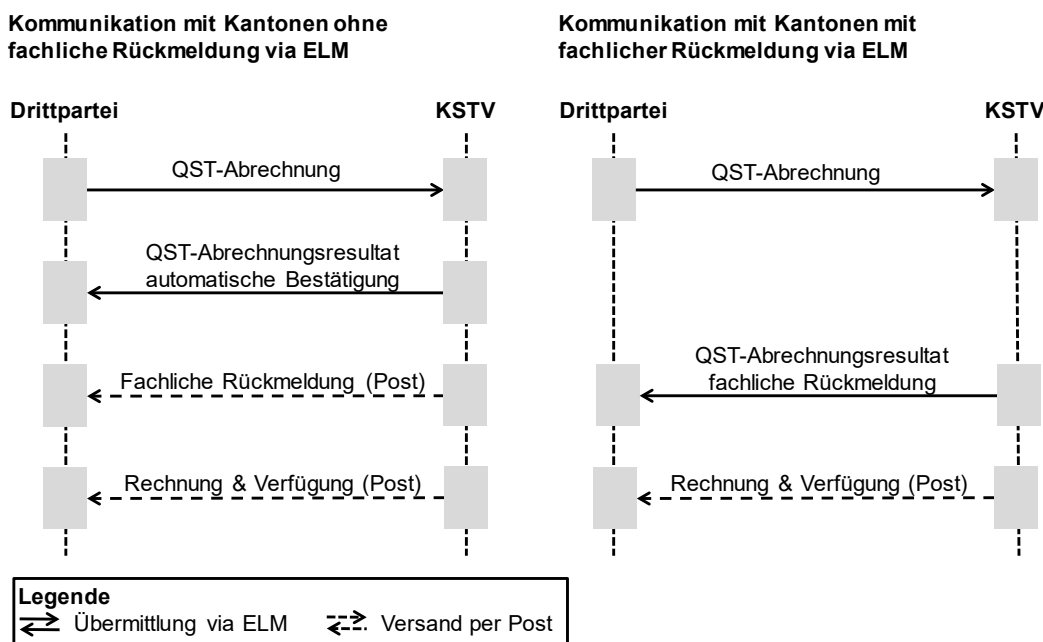 Kommunikation mit Kantonen ohne
fachliche Rückmeldung via ELM
Drittpartei
KSTV
QST-Abrechnung
QST-Abrechnungsresultat
automatische Bestätigung
Fachliche Rückmeldung (Post)
Rechnung & Verfügung (Post)
Kommunikation mit Kantonen mit
fachlicher Rückmeldung via ELM
Drittpartei
KSTV
QST-Abrechnung
QST-Abrechnungsresultat
fachliche Rückmeldung
Rechnung & Verfügung (Post)
Legende
Übermittlung via ELM
Versand per Post